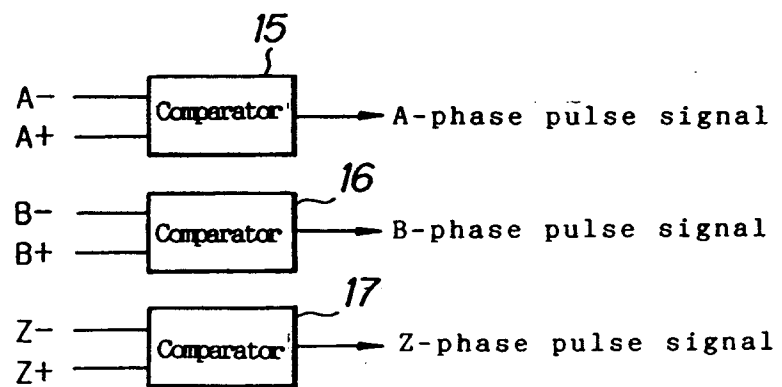 15
A-
A+
Comparator
A-phase pulse signal
16
B-
B+
Comparator
B-phase pulse signal
17
Z-
Z+
Comparator
Z-phase pulse signal